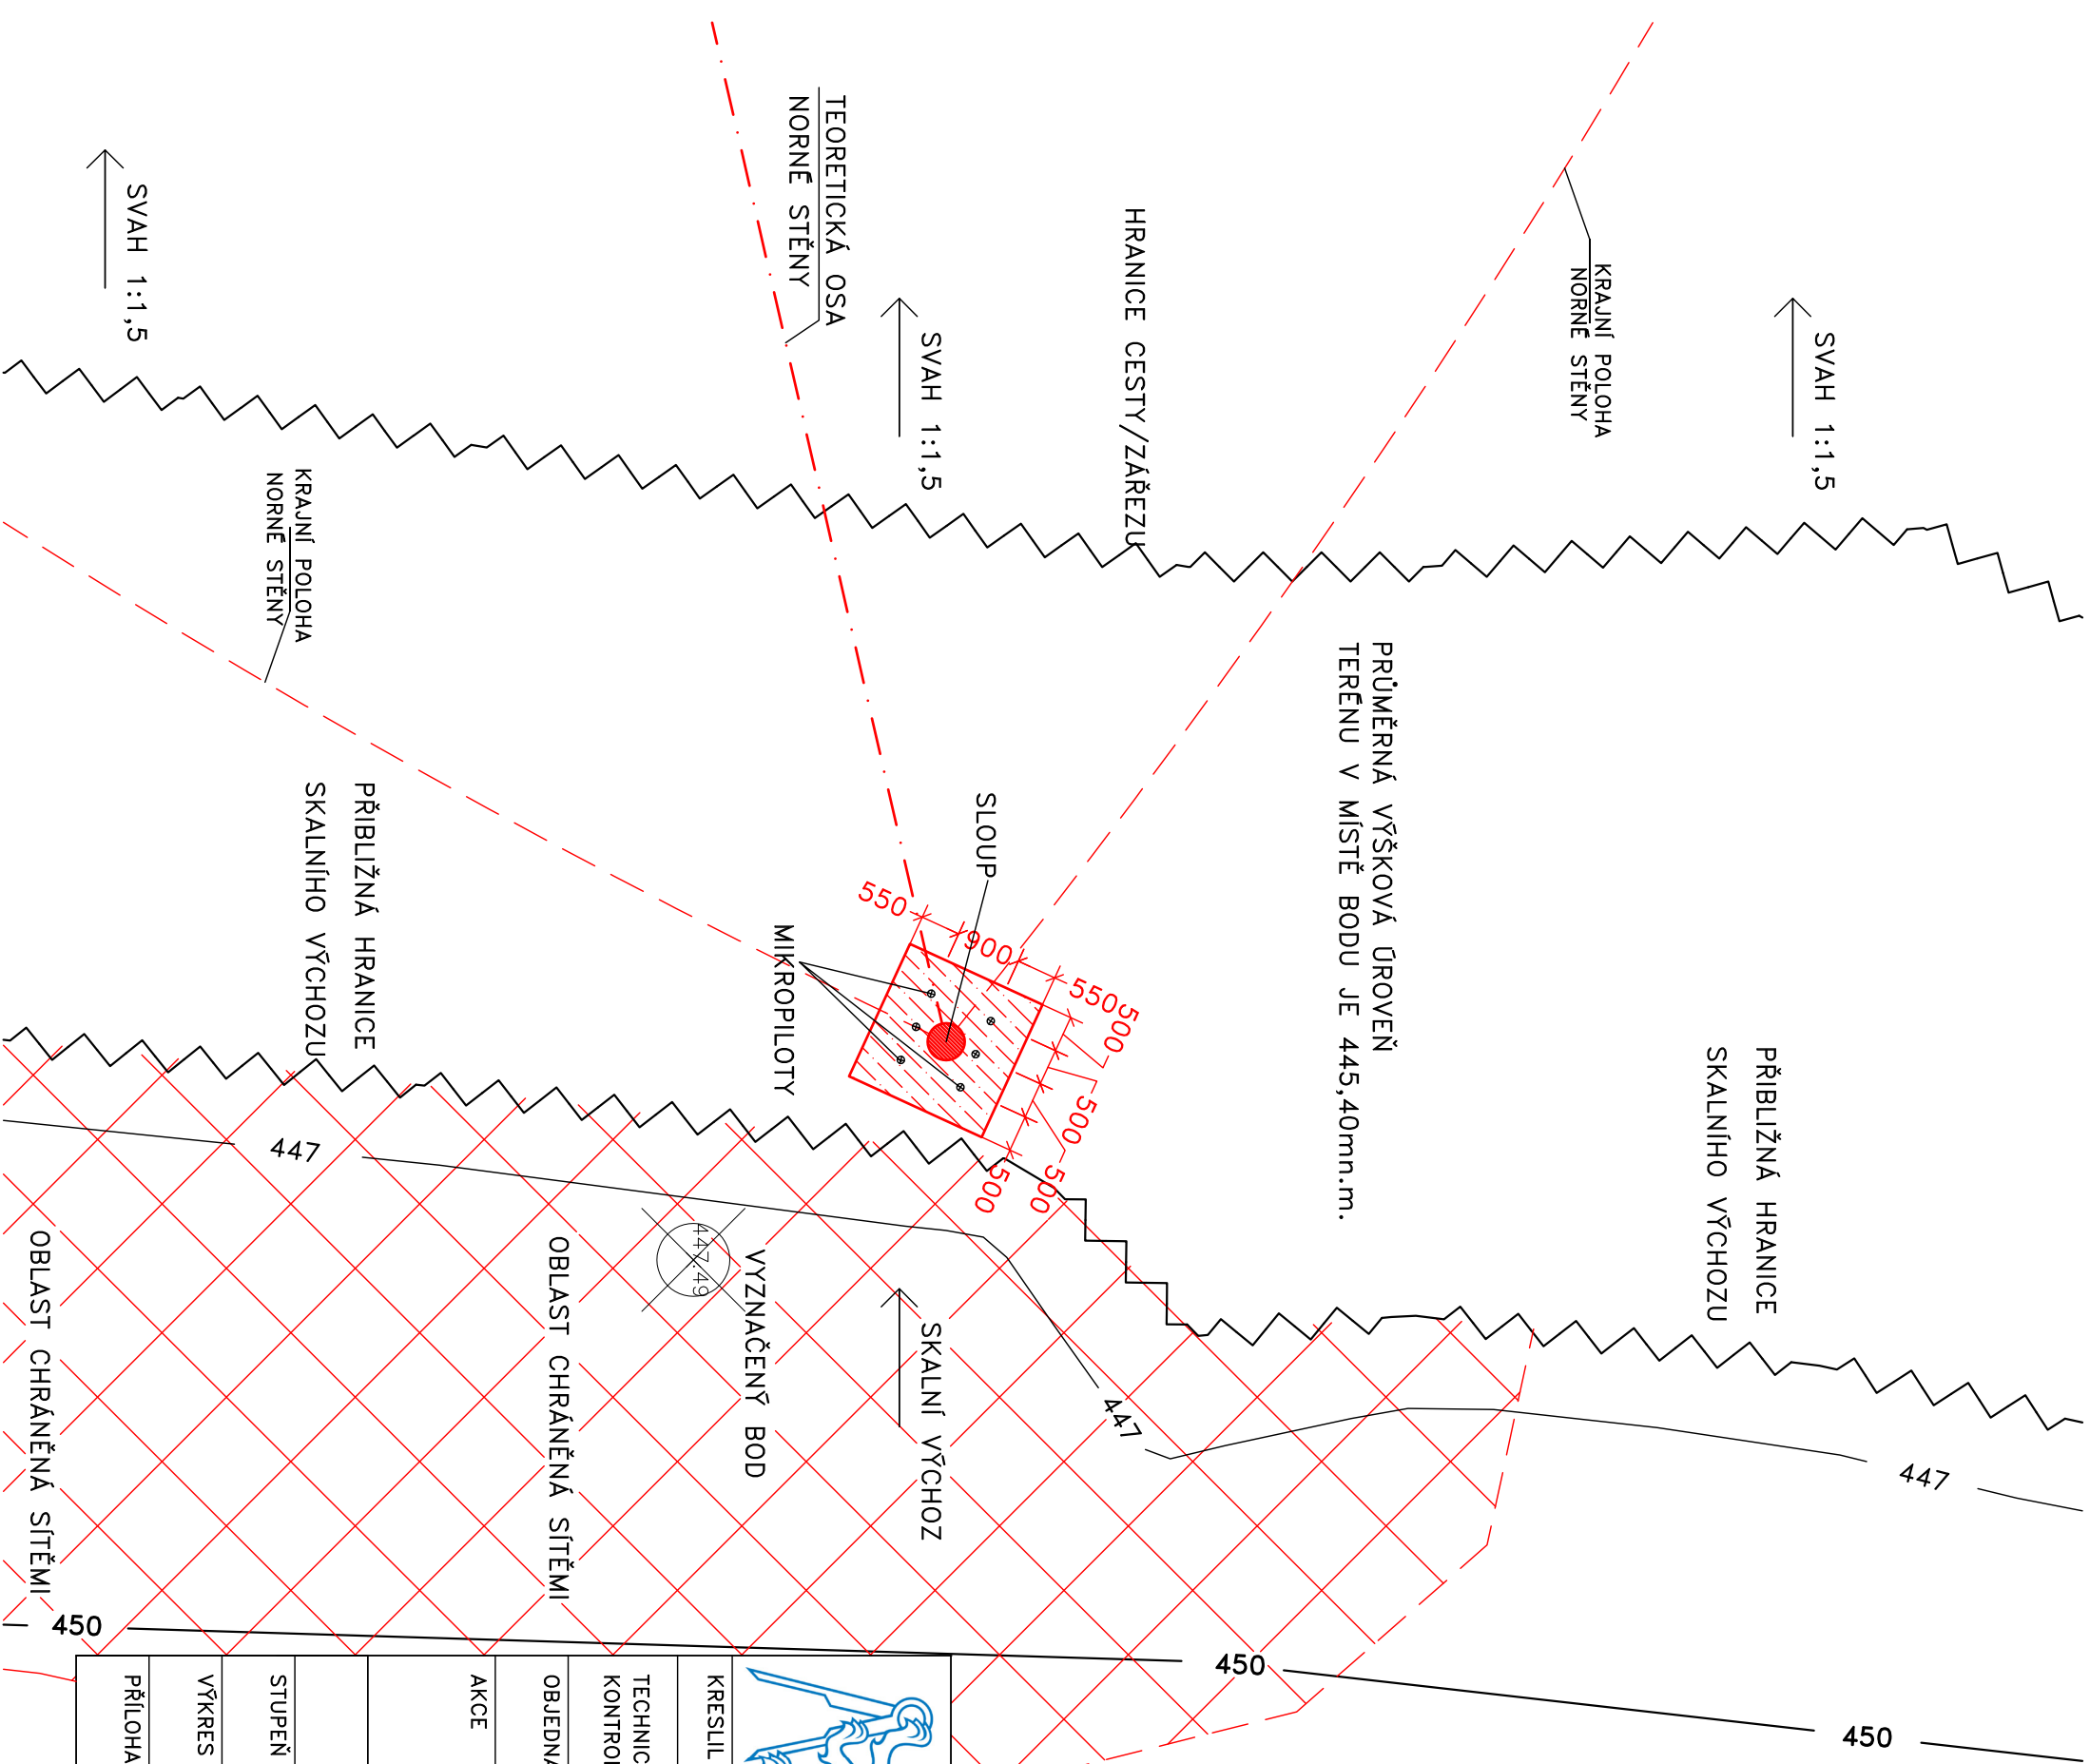 KRAJNÍ POLOHA
NORNÉ STĚNY
SVAH 1:1,5
HRANICE CESTY/ZÁŘEZU
TEORETICKÁ OSA
NORNÉ STĚNY
SVAH 1:1,5
SVAH 1:1,5
KRAJNÍ POLOHA
NORNÉ STĚNY
PRŮMĚRNÁ VÝŠKOVÁ ÚROVEŇ
TERÉNU V MÍSTĚ BODU JE 445,40mn.m.
SLOUP
MIKROPILOTY
550
900
550
500
500
500
500
PŘIBLIŽNÁ HRANICE
SKALNÍHO VÝCHOZU
PŘIBLIŽNÁ HRANICE
SKALNÍHO VÝCHOZU
447
447
447
447.49
VYZNAČENÝ BOD
SKALNÍ VÝCHOZ
OBLAST CHRÁNĚNÁ SÍTĚMI
OBLAST CHRÁNĚNÁ SÍTĚMI
450
450
450
KRESLIL
TECHNIC
KONTROL
OBJEDNA
AKCE
STUPEŇ
VÝKRES
PŘÍLOHA